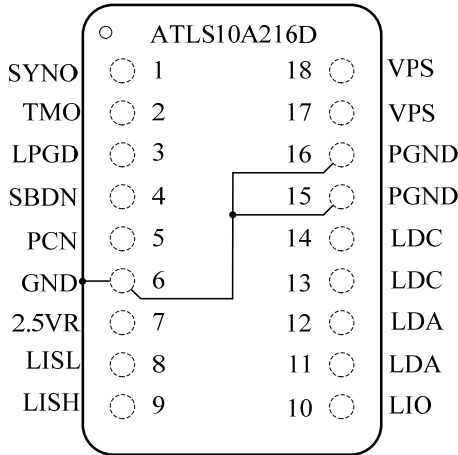 ATLS10A216D
SYNO 1 18 VPS
TMO 2 17 VPS
LPGD 3 16 PGND
SBDN 4 15 PGND
PCN 5 14 LDC
GND 6 13 LDC
2.5VR 7 12 LDA
LISL 8 11 LDA
LISH 9 10 LIO